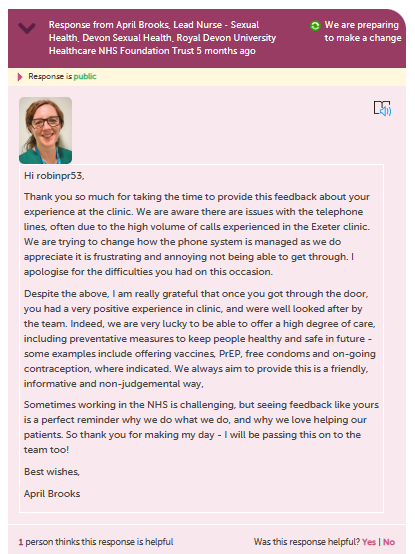 Response from April Brooks, Lead Nurse - Sexual
Health, Devon Sexual Health, Royal Devon University
Healthcare NHS Foundation Trust 5 months ago
We are preparing
to make a change
Response is public
Hi robinpr53,
Thank you so much for taking the time to provide this feedback about your
experience at the clinic. We are aware there are issues with the telephone
lines, often due to the high volume of calls experienced in the Exeter clinic.
We are trying to change how the phone system is managed as we do
appreciate it is frustrating and annoying not being able to get through. I
apologise for the difficulties you had on this occasion.
Despite the above, I am really grateful that once you got through the door,
you had a very positive experience in clinic, and were well looked after by
the team. Indeed, we are very lucky to be able to offer a high degree of care,
including preventative measures to keep people healthy and safe in future -
some examples include offering vaccines, PrEP, free condoms and on-going
contraception, where indicated. We always aim to provide this is a friendly,
informative and non-judgemental way,
Sometimes working in the NHS is challenging, but seeing feedback like yours
is a perfect reminder why we do what we do, and why we love helping our
patients. So thank you for making my day - I will be passing this on to the
team too!
Best wishes,
April Brooks
1 person thinks this response is helpful
Was this response helpful? Yes | No